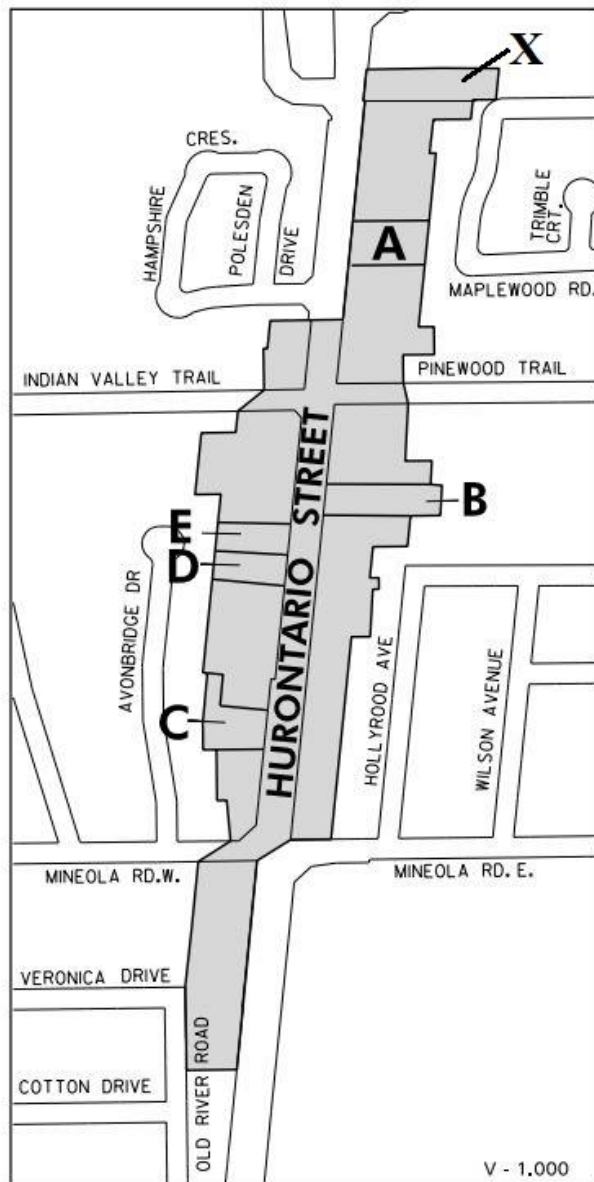 X
CRES.
HAMPSHIRE
POLESDEN
DRIVE
TRIMBLE
CRT.
A
MAPLEWOOD RD.
INDIAN VALLEY TRAIL
PINEWOOD TRAIL
HURONTARIO STREET
B
E
D
AVONBRIDGE DR
C
HOLLYROOD AVE
WILSON AVENUE
MINEOLA RD.W.
MINEOLA RD. E.
VERONICA DRIVE
OLD RIVER ROAD
COTTON DRIVE
V - 1.000